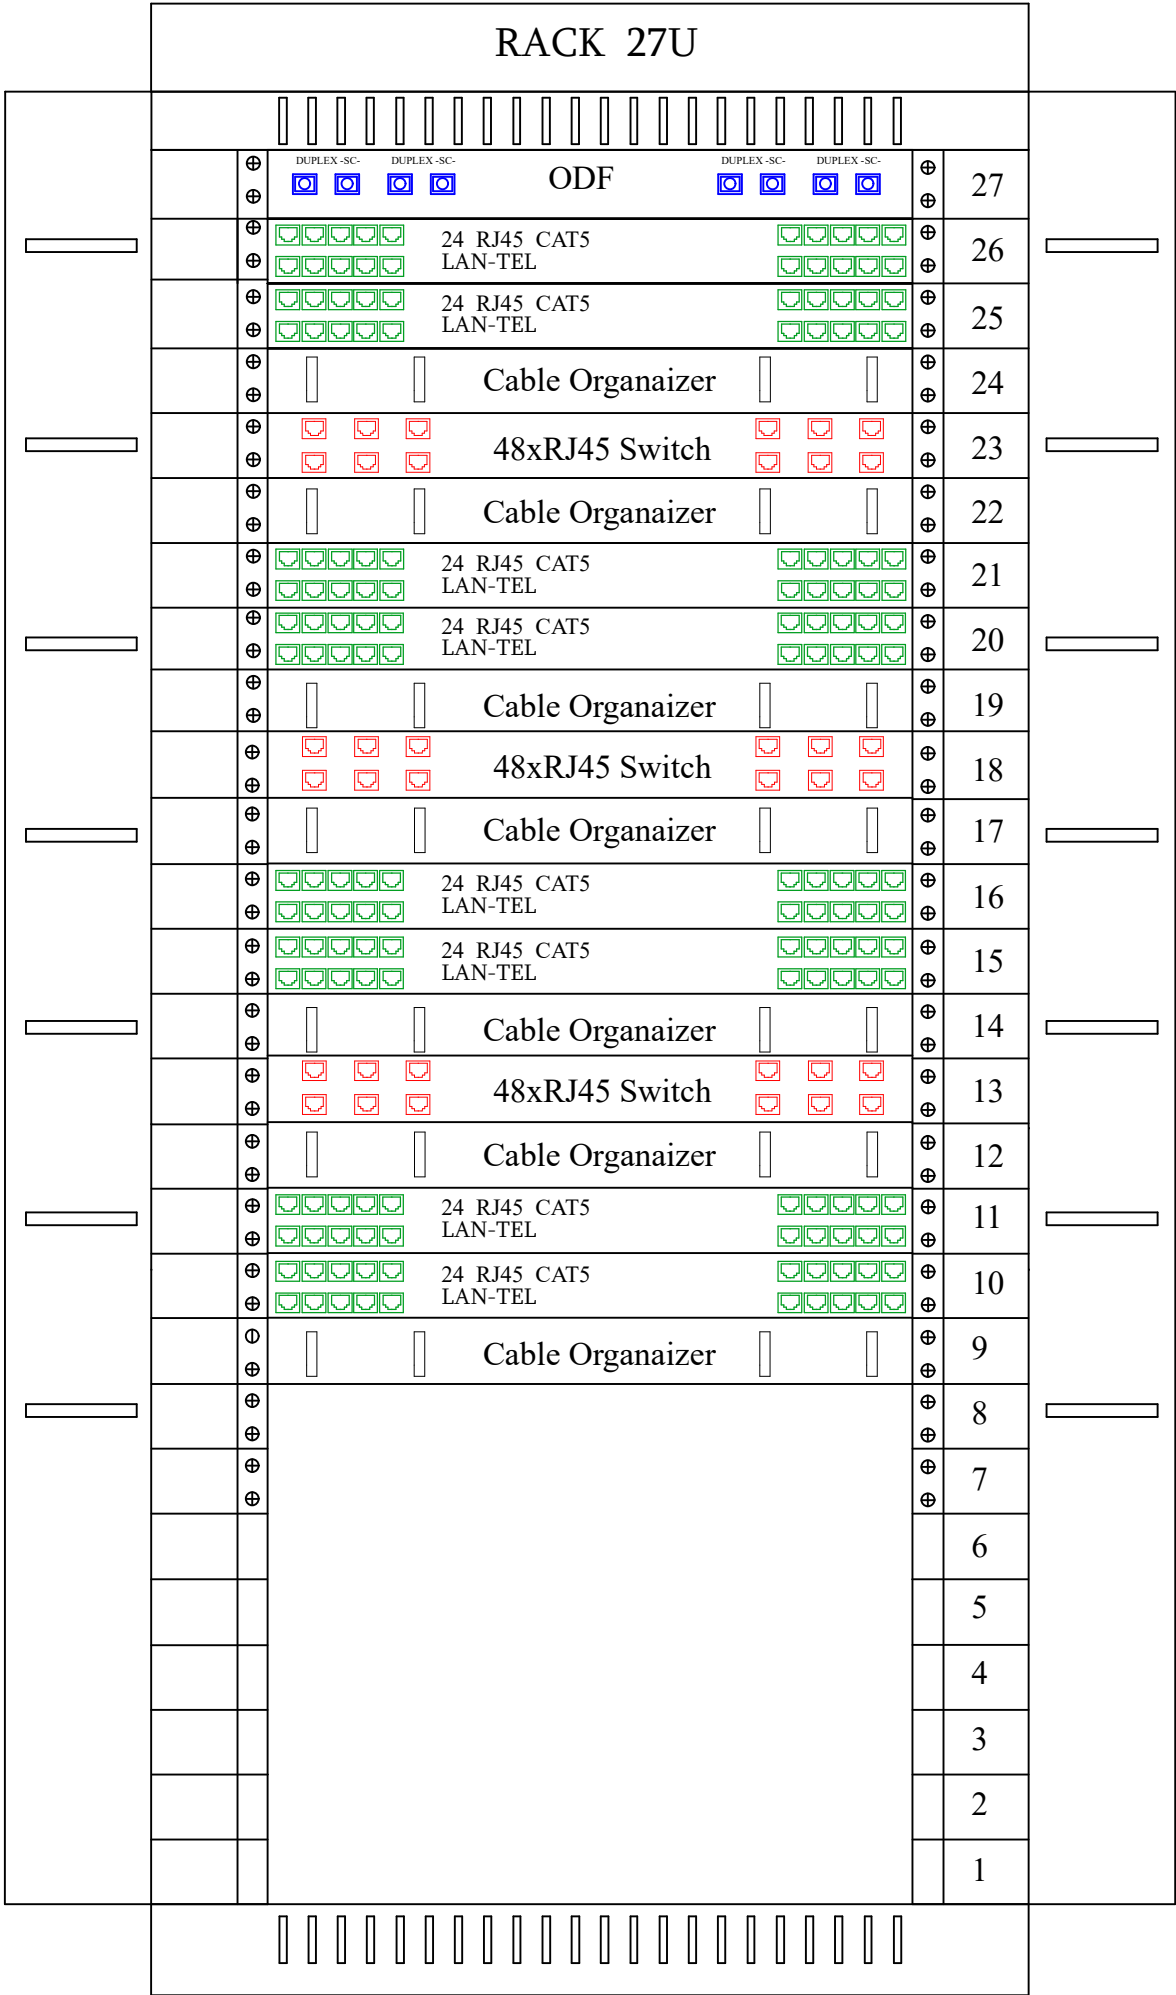 RACK 27U
DUPLEX -SC- DUPLEX -SC- ODF DUPLEX -SC- DUPLEX -SC- 27
24 RJ45 CAT5
LAN-TEL 26
24 RJ45 CAT5
LAN-TEL 25
Cable Organaizer 24
48xRJ45 Switch 23
Cable Organaizer 22
24 RJ45 CAT5
LAN-TEL 21
24 RJ45 CAT5
LAN-TEL 20
Cable Organaizer 19
48xRJ45 Switch 18
Cable Organaizer 17
24 RJ45 CAT5
LAN-TEL 16
24 RJ45 CAT5
LAN-TEL 15
Cable Organaizer 14
48xRJ45 Switch 13
Cable Organaizer 12
24 RJ45 CAT5
LAN-TEL 11
24 RJ45 CAT5
LAN-TEL 10
Cable Organaizer 9
8
7
6
5
4
3
2
1